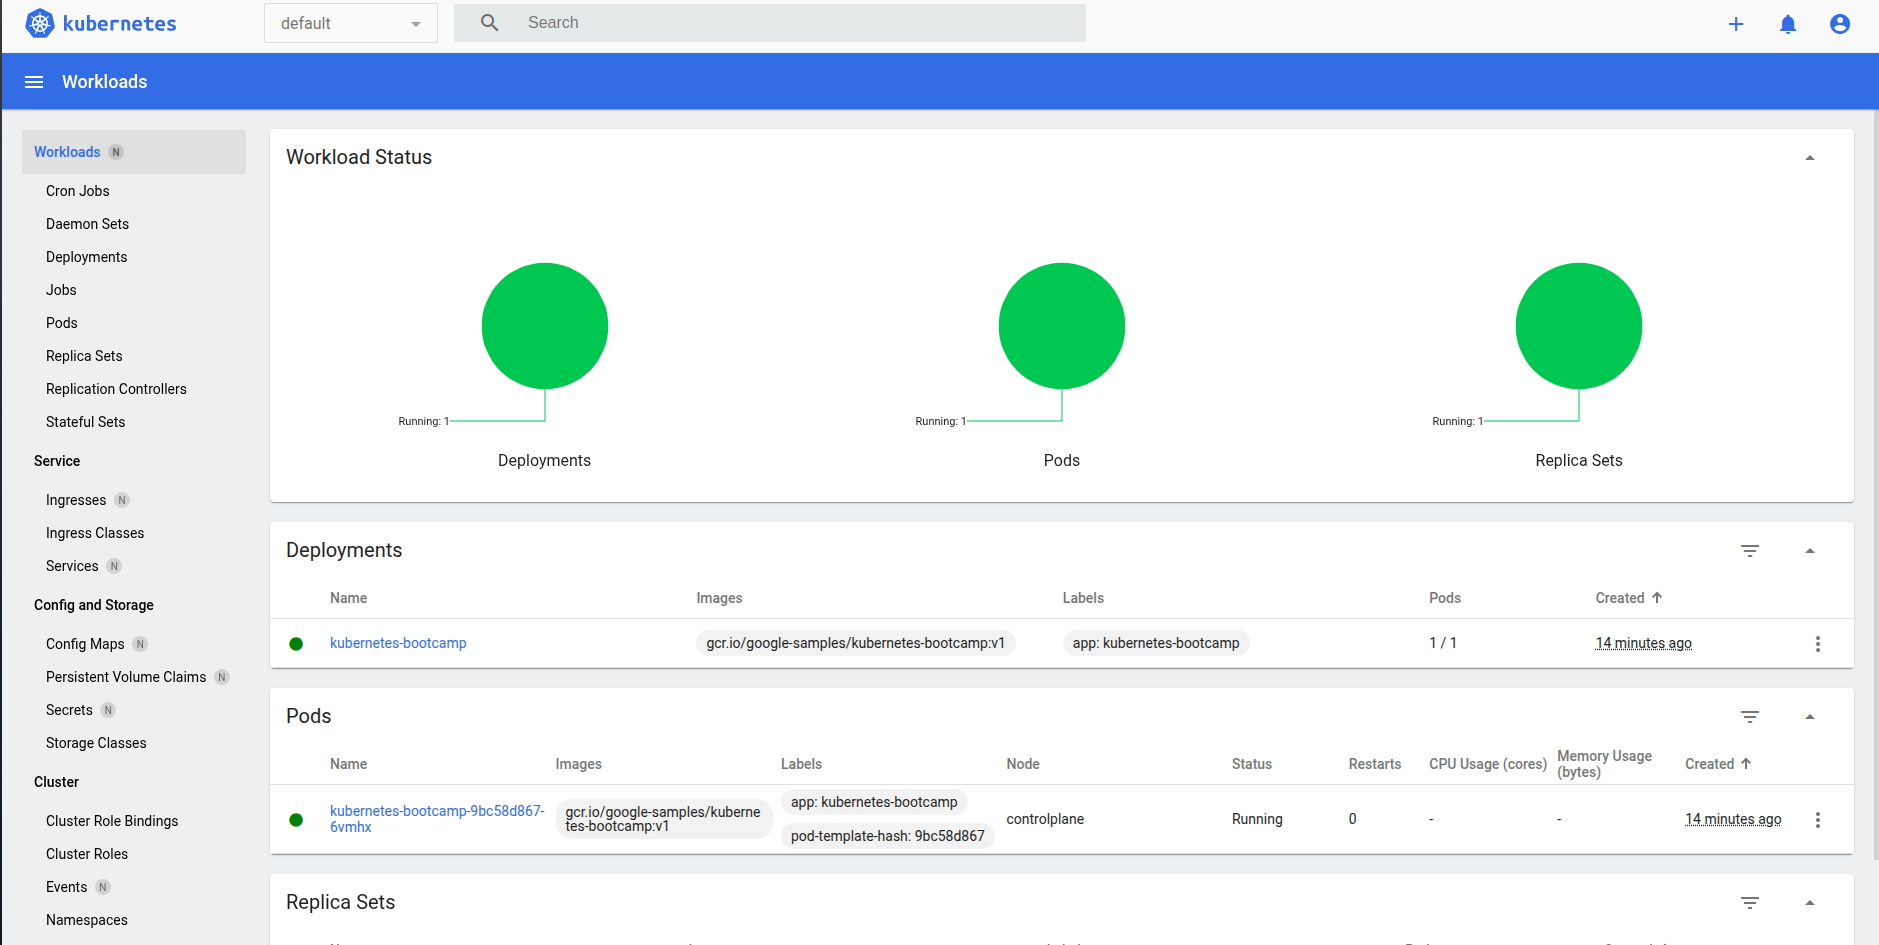 kubernetes
default
Search
Workloads
Workloads N
Cron Jobs
Daemon Sets
Deployments
Jobs
Pods
Replica Sets
Replication Controllers
Stateful Sets
Service
Ingresses N
Ingress Classes
Services N
Config and Storage
Config Maps N
Persistent Volume Claims N
Secrets N
Storage Classes
Cluster
Cluster Role Bindings
Cluster Roles
Events N
Namespaces
Workload Status
Running: 1
Deployments
Running: 1
Pods
Running: 1
Replica Sets
Deployments
Name Images Labels Pods Created
kubernetes-bootcamp gcr.io/google-samples/kubernetes-bootcamp:v1 app: kubernetes-bootcamp 1 / 1 14 minutes ago
Pods
Name Images Labels Node Status Restarts CPU Usage (cores) Memory Usage
(bytes) Created
kubernetes-bootcamp-9bc58d867-
6vmhx
gcr.io/google-samples/kuberne
tes-bootcamp:v1
app: kubernetes-bootcamp
pod-template-hash: 9bc58d867
controlplane Running 0 - - 14 minutes ago
Replica Sets